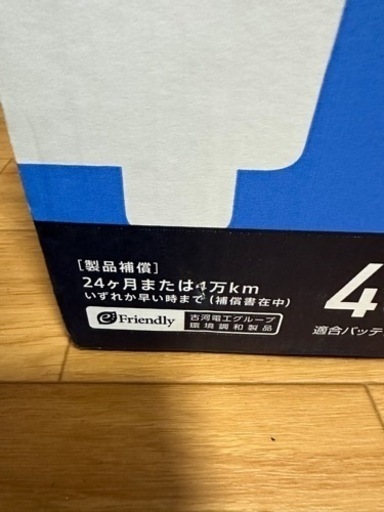 [製品補償]
24ヶ月または4万km
いずれか早い時まで(補償書在中)
e Friendly
古河電工グループ
環境調和製品
4
適合バッテ